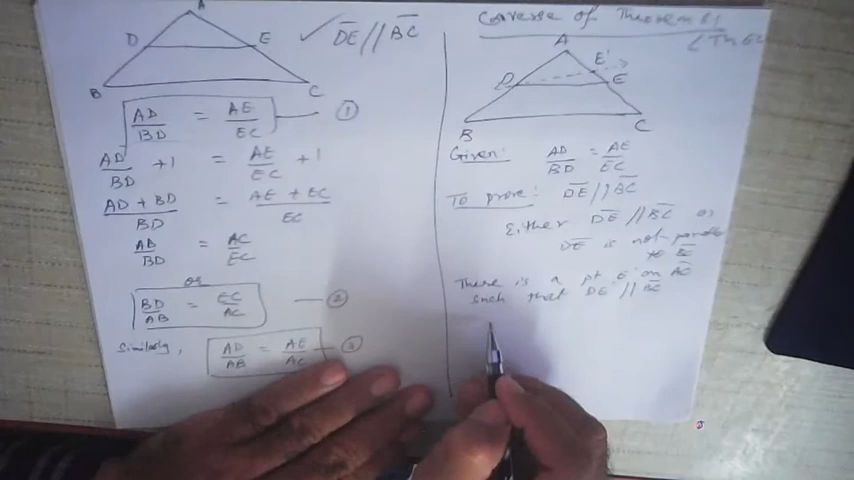 A
D E
B C
✓ DE // BC
AD/BD = AE/EC — ①
AD/BD + 1 = AE/EC + 1
AD + BD/BD = AE + EC/EC
AB/BD = AC/EC
or
BD/AB = EC/AC — ②
Similarly, AD/AB = AE/AC — ③
Converse of Theorem 61
A
D E' E
B C
Given: AD/BD = AE/EC
To prove: DE // BC
Either DE // BC or
DE is not parallel
to BC
There is a pt E' on AC
such that DE' // BC